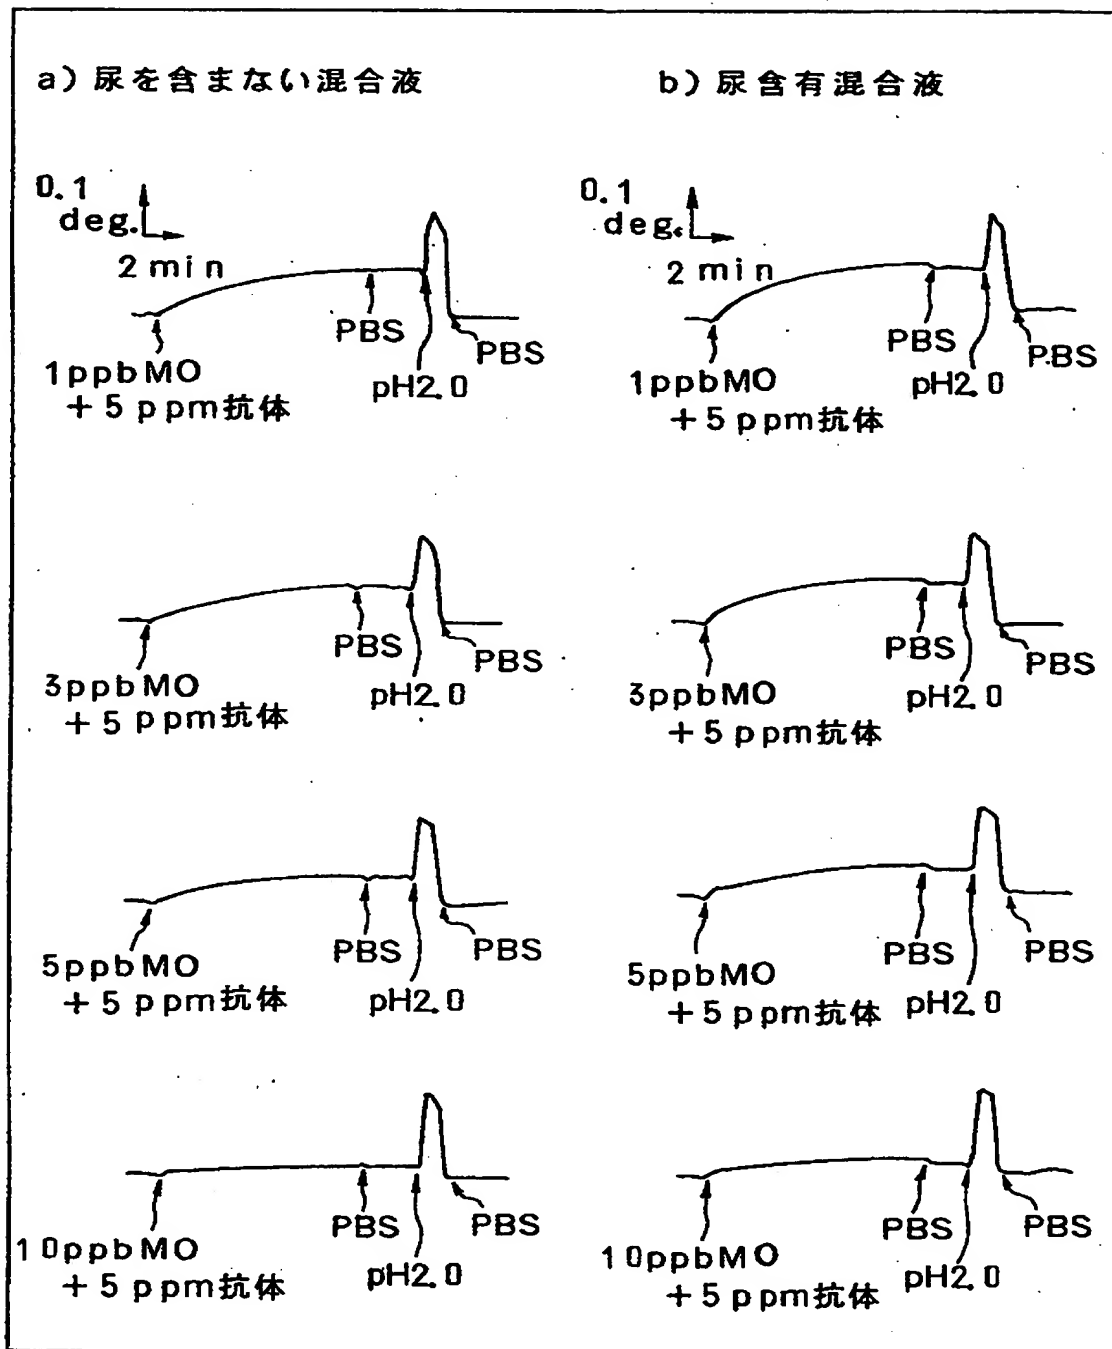 a) 尿を含まない混合液
0.1
deg.
2 min
PBS
PBS
1ppbMO
+ 5 ppm抗体
pH2.0
PBS
PBS
3ppbMO
+ 5 ppm抗体
pH2.0
PBS
PBS
5ppbMO
+ 5 ppm抗体
pH2.0
PBS
PBS
10ppbMO
+ 5 ppm抗体
pH2.0
b) 尿含有混合液
0.1
deg.
2 min
PBS
PBS
1ppbMO
+ 5 ppm抗体
pH2.0
PBS
PBS
3ppbMO
+ 5 ppm抗体
pH2.0
PBS
PBS
5ppbMO
+ 5 ppm抗体
pH2.0
PBS
PBS
10ppbMO
+ 5 ppm抗体
pH2.0